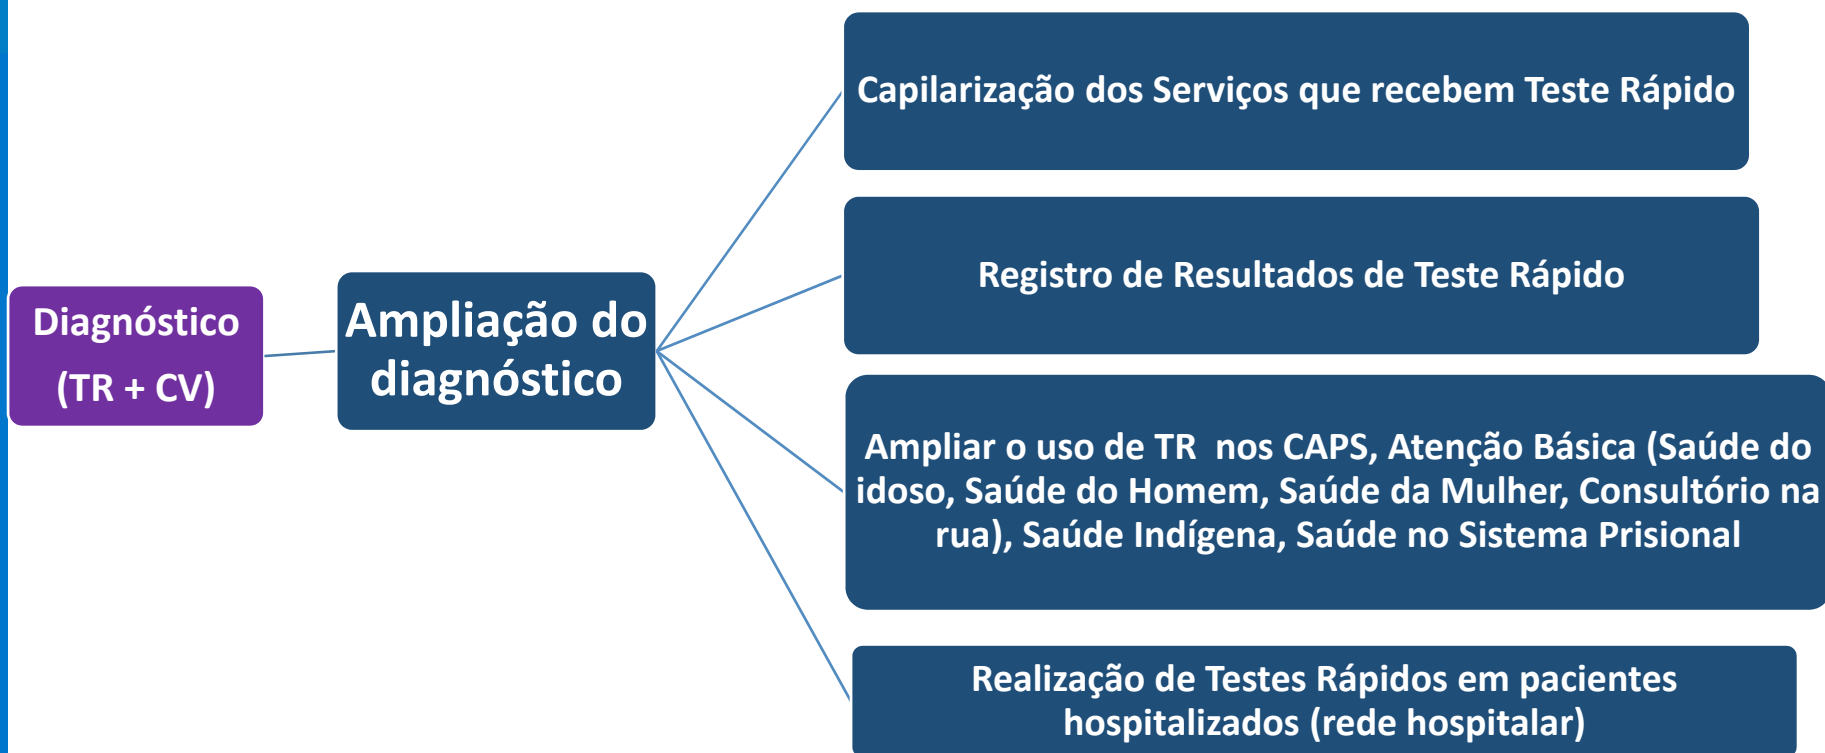 Capilarização dos Serviços que recebem Teste Rápido
Registro de Resultados de Teste Rápido
Diagnóstico
(TR + CV)
Ampliação do
diagnóstico
Ampliar o uso de TR nos CAPS, Atenção Básica (Saúde do
idoso, Saúde do Homem, Saúde da Mulher, Consultório na
rua), Saúde Indígena, Saúde no Sistema Prisional
Realização de Testes Rápidos em pacientes
hospitalizados (rede hospitalar)